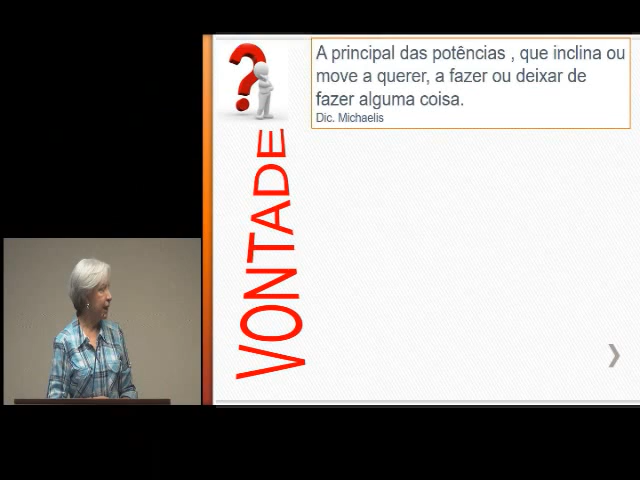 A principal das potências , que inclina ou
move a querer, a fazer ou deixar de
fazer alguma coisa.
Dic. Michaelis
VONTADE